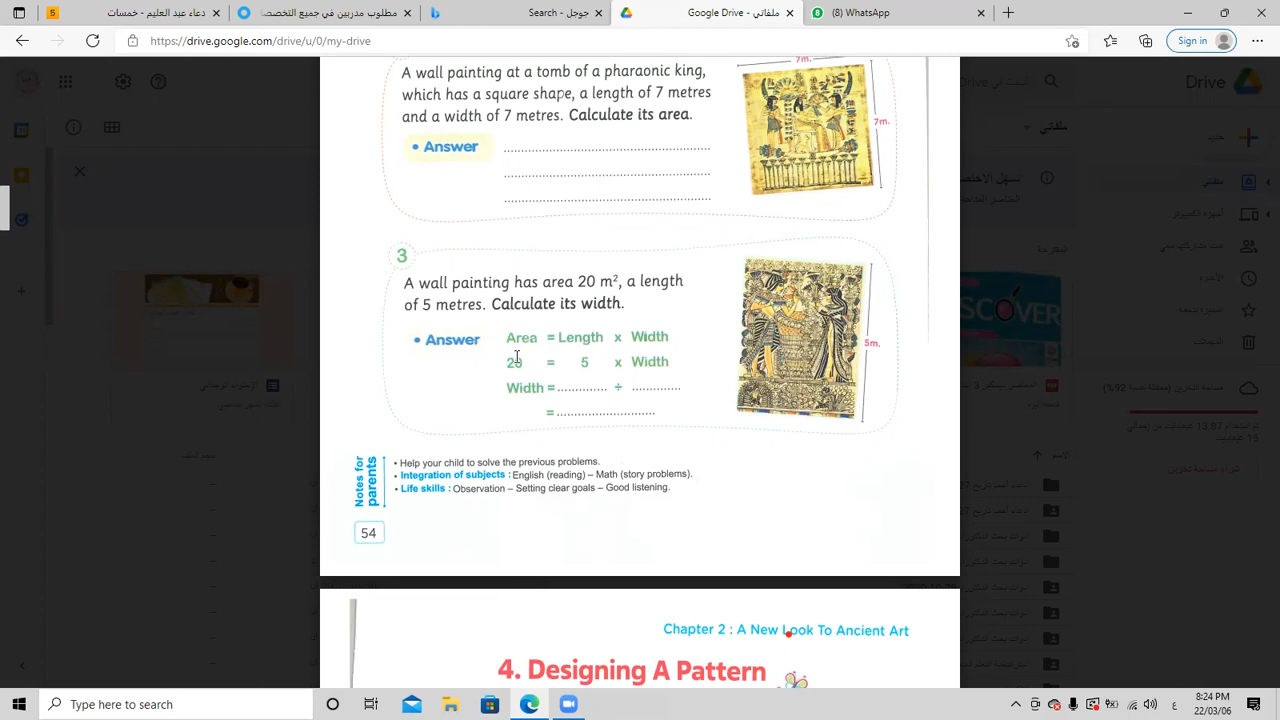 5
(8)
https://drive.google.com/drive/u/0/my-drive
Sign in
7m.
A wall painting at a tomb of a pharaonic king,
which has a square shape, a length of 7 metres
and a width of 7 metres. Calculate its area.
7m.
• Answer
3
A wall painting has area 20 m², a length
of 5 metres. Calculate its width.
• Answer
Area = Length x Width
20 = 5 x Width
Width = ............ ÷ ............
= ........................
5m.
Notes for parents
• Help your child to solve the previous problems.
• Integration of subjects : English (reading) – Math (story problems).
• Life skills : Observation – Setting clear goals – Good listening.
54
Chapter 2 : A New Look To Ancient Art
4. Designing A Pattern
ملفاتي
Type here to search
8:24 PM
22/03/06